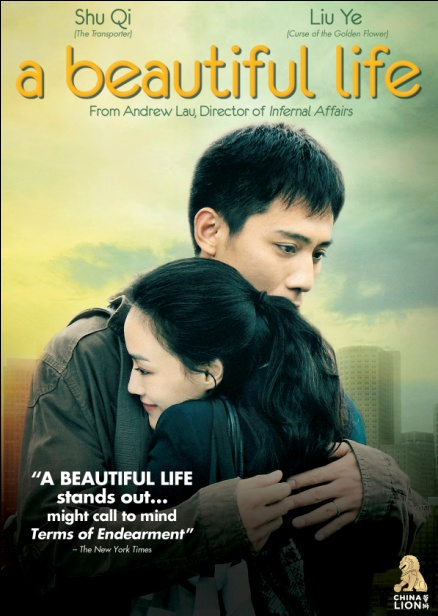 Shu Qi
(The Transporter)
Liu Ye
(Curse of the Golden Flower)
a beautiful life
From Andrew Lau, Director of Infernal Affairs
“A BEAUTIFUL LIFE
stands out...
might call to mind
Terms of Endearment”
– The New York Times
CHINA
LION